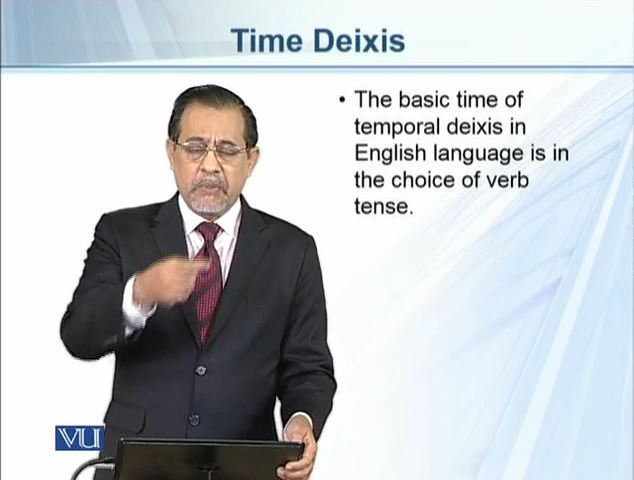 Time Deixis
• The basic time of
temporal deixis in
English language is in
the choice of verb
tense.
VU